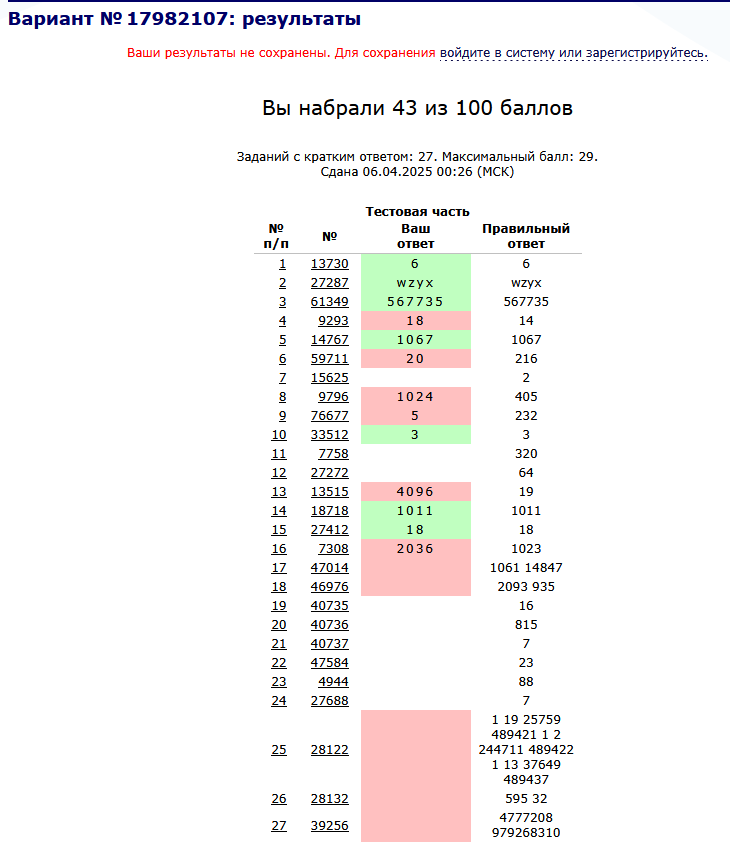 Вариант № 17982107: результаты
Ваши результаты не сохранены. Для сохранения войдите в систему или зарегистрируйтесь.
Вы набрали 43 из 100 баллов
Заданий с кратким ответом: 27. Максимальный балл: 29.
Сдана 06.04.2025 00:26 (МСК)
Тестовая часть
№ п/п № Ваш ответ Правильный ответ
1 13730 6 6
2 27287 wzyx wzyx
3 61349 567735 567735
4 9293 18 14
5 14767 1067 1067
6 59711 20 216
7 15625 2
8 9796 1024 405
9 76677 5 232
10 33512 3 3
11 7758 320
12 27272 64
13 13515 4096 19
14 18718 1011 1011
15 27412 18 18
16 7308 2036 1023
17 47014 1061 14847
18 46976 2093 935
19 40735 16
20 40736 815
21 40737 7
22 47584 23
23 4944 88
24 27688 7
25 28122 1 19 25759
489421 1 2
244711 489422
1 13 37649
489437
26 28132 595 32
27 39256 4777208
979268310